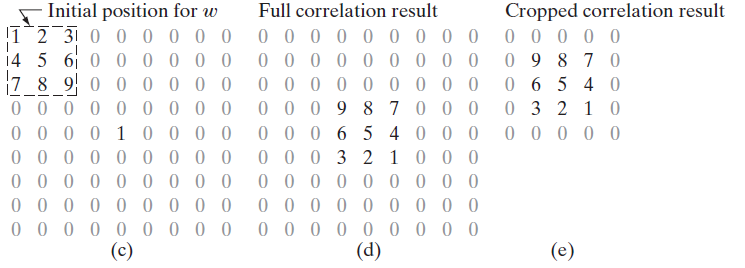 Initial position for w Full correlation result Cropped correlation result
1 2 3 0 0 0 0 0 0 0 0 0 0 0 0 0 0 0 0 0 0 0 0
4 5 6 0 0 0 0 0 0 0 0 0 0 0 0 0 0 0 0 9 8 7 0
7 8 9 0 0 0 0 0 0 0 0 0 0 0 0 0 0 0 0 6 5 4 0
0 0 0 0 0 0 0 0 0 0 0 0 9 8 7 0 0 0 0 3 2 1 0
0 0 0 0 1 0 0 0 0 0 0 0 6 5 4 0 0 0 0 0 0 0 0
0 0 0 0 0 0 0 0 0 0 0 0 3 2 1 0 0 0
0 0 0 0 0 0 0 0 0 0 0 0 0 0 0 0 0 0
0 0 0 0 0 0 0 0 0 0 0 0 0 0 0 0 0 0
0 0 0 0 0 0 0 0 0 0 0 0 0 0 0 0 0 0
(c) (d) (e)